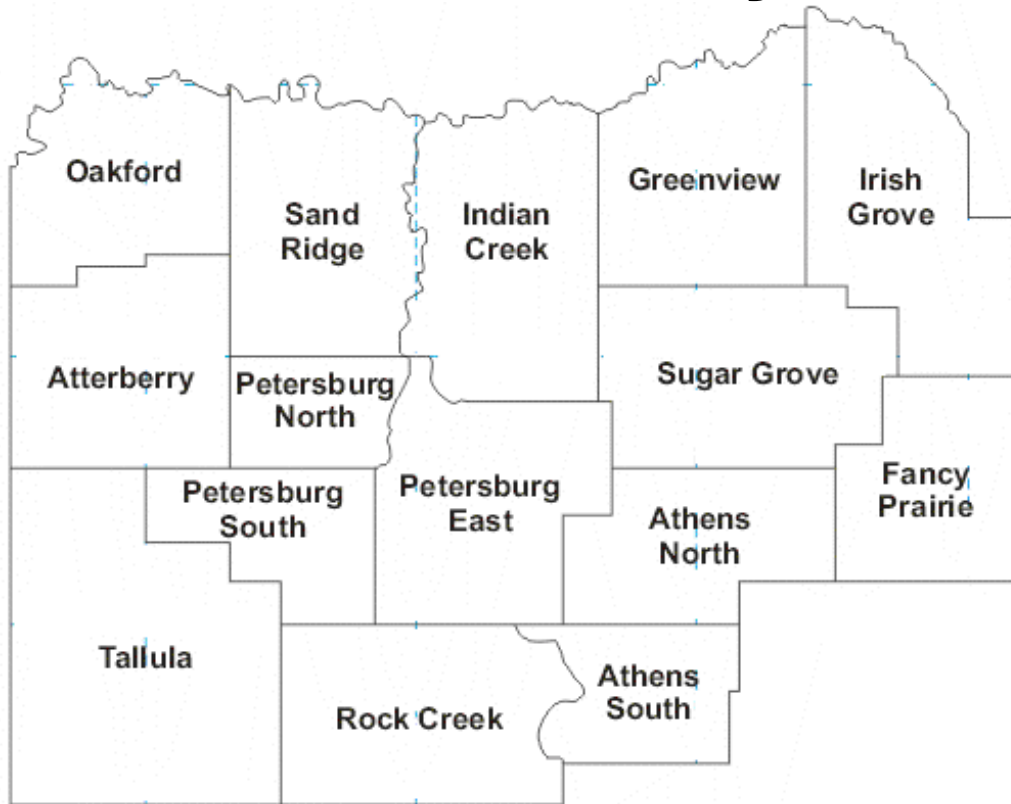 Oakford
Sand
Ridge
Indian
Creek
Greenview
Irish
Grove
Atterberry
Petersburg
North
Sugar Grove
Petersburg
South
Petersburg
East
Athens
North
Fancy
Prairie
Tallula
Rock Creek
Athens
South